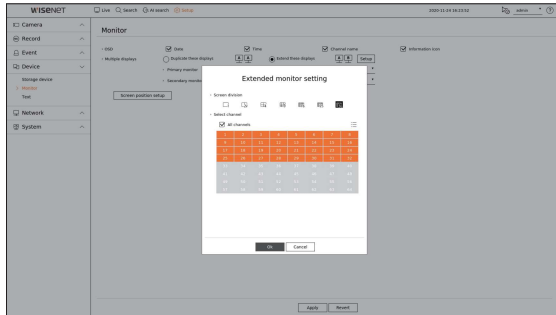 WISENET
Live Search AI search Setup
2020-11-24 16:23:52
admin
Camera
Record
Event
Device
Storage device
Monitor
Text
Network
System
Monitor
OSD
Date
Time
Channel name
Information icon
Multiple displays
Duplicate these displays
A A
Extend these displays
A B
Setup
Primary monitor
Secondary monitor
Screen position setup
Extended monitor setting
Screen division
Select channel
All channels
1 2 3 4 5 6 7 8
9 10 11 12 13 14 15 16
17 18 19 20 21 22 23 24
25 26 27 28 29 30 31 32
Ok
Cancel
Apply
Revert